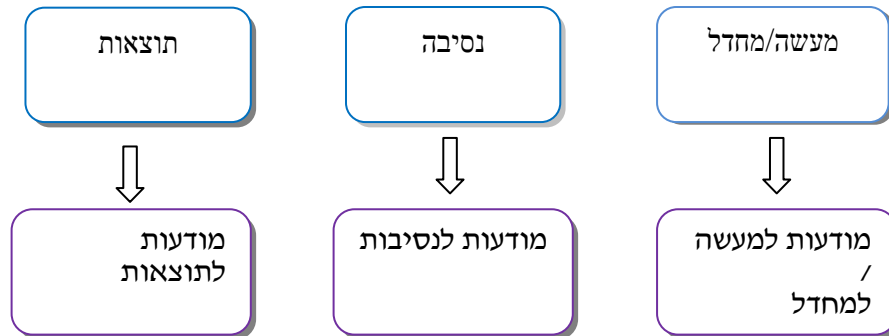 מעשה/מחדל
נסיבה
תוצאות
מודעות למעשה
/
למחדל
מודעות לנסיבות
מודעות
לתוצאות